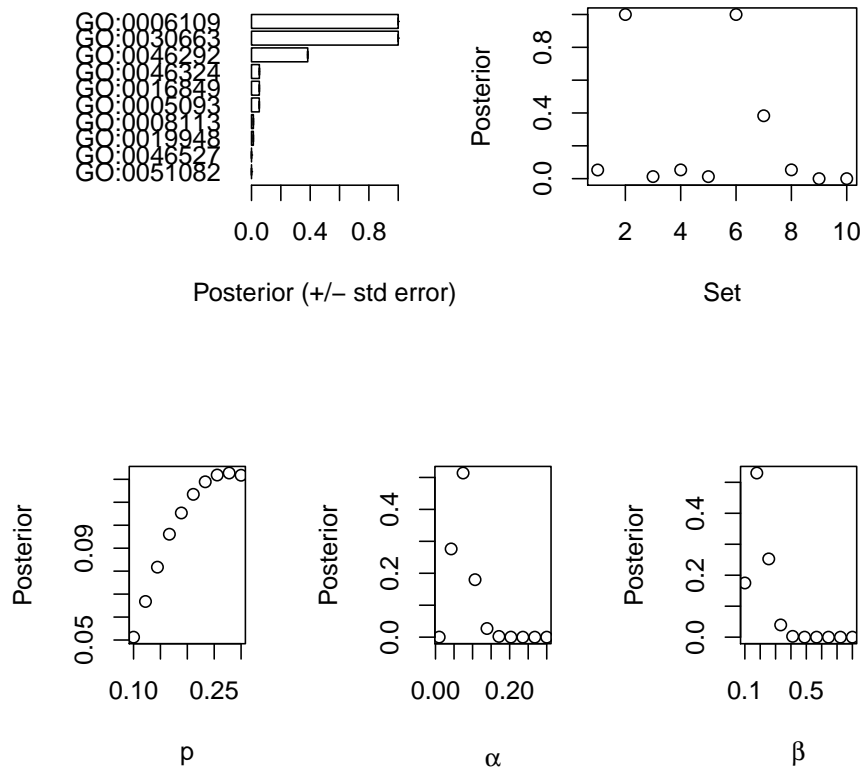 GO:0006109
GO:0030663
GO:0046292
GO:0046324
GO:0016849
GO:0005093
GO:0008113
GO:0019948
GO:0046527
GO:0051082
0.0 0.4 0.8
Posterior (+/− std error)
Posterior
0.0 0.4 0.8
2 4 6 8 10
Set
Posterior
0.05 0.09
0.10 0.25
p
Posterior
0.0 0.2 0.4
0.00 0.20
α
Posterior
0.0 0.2 0.4
0.1 0.5
β